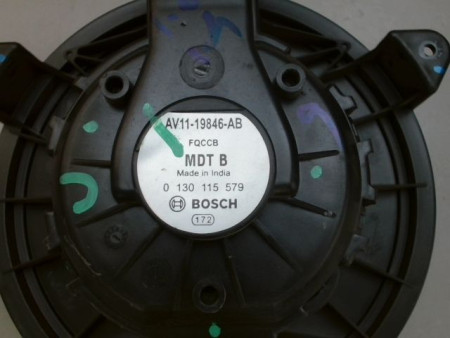 AV11-19846-AB
FQCCB
MDT B
Made in India
0 130 115 579
BOSCH
172